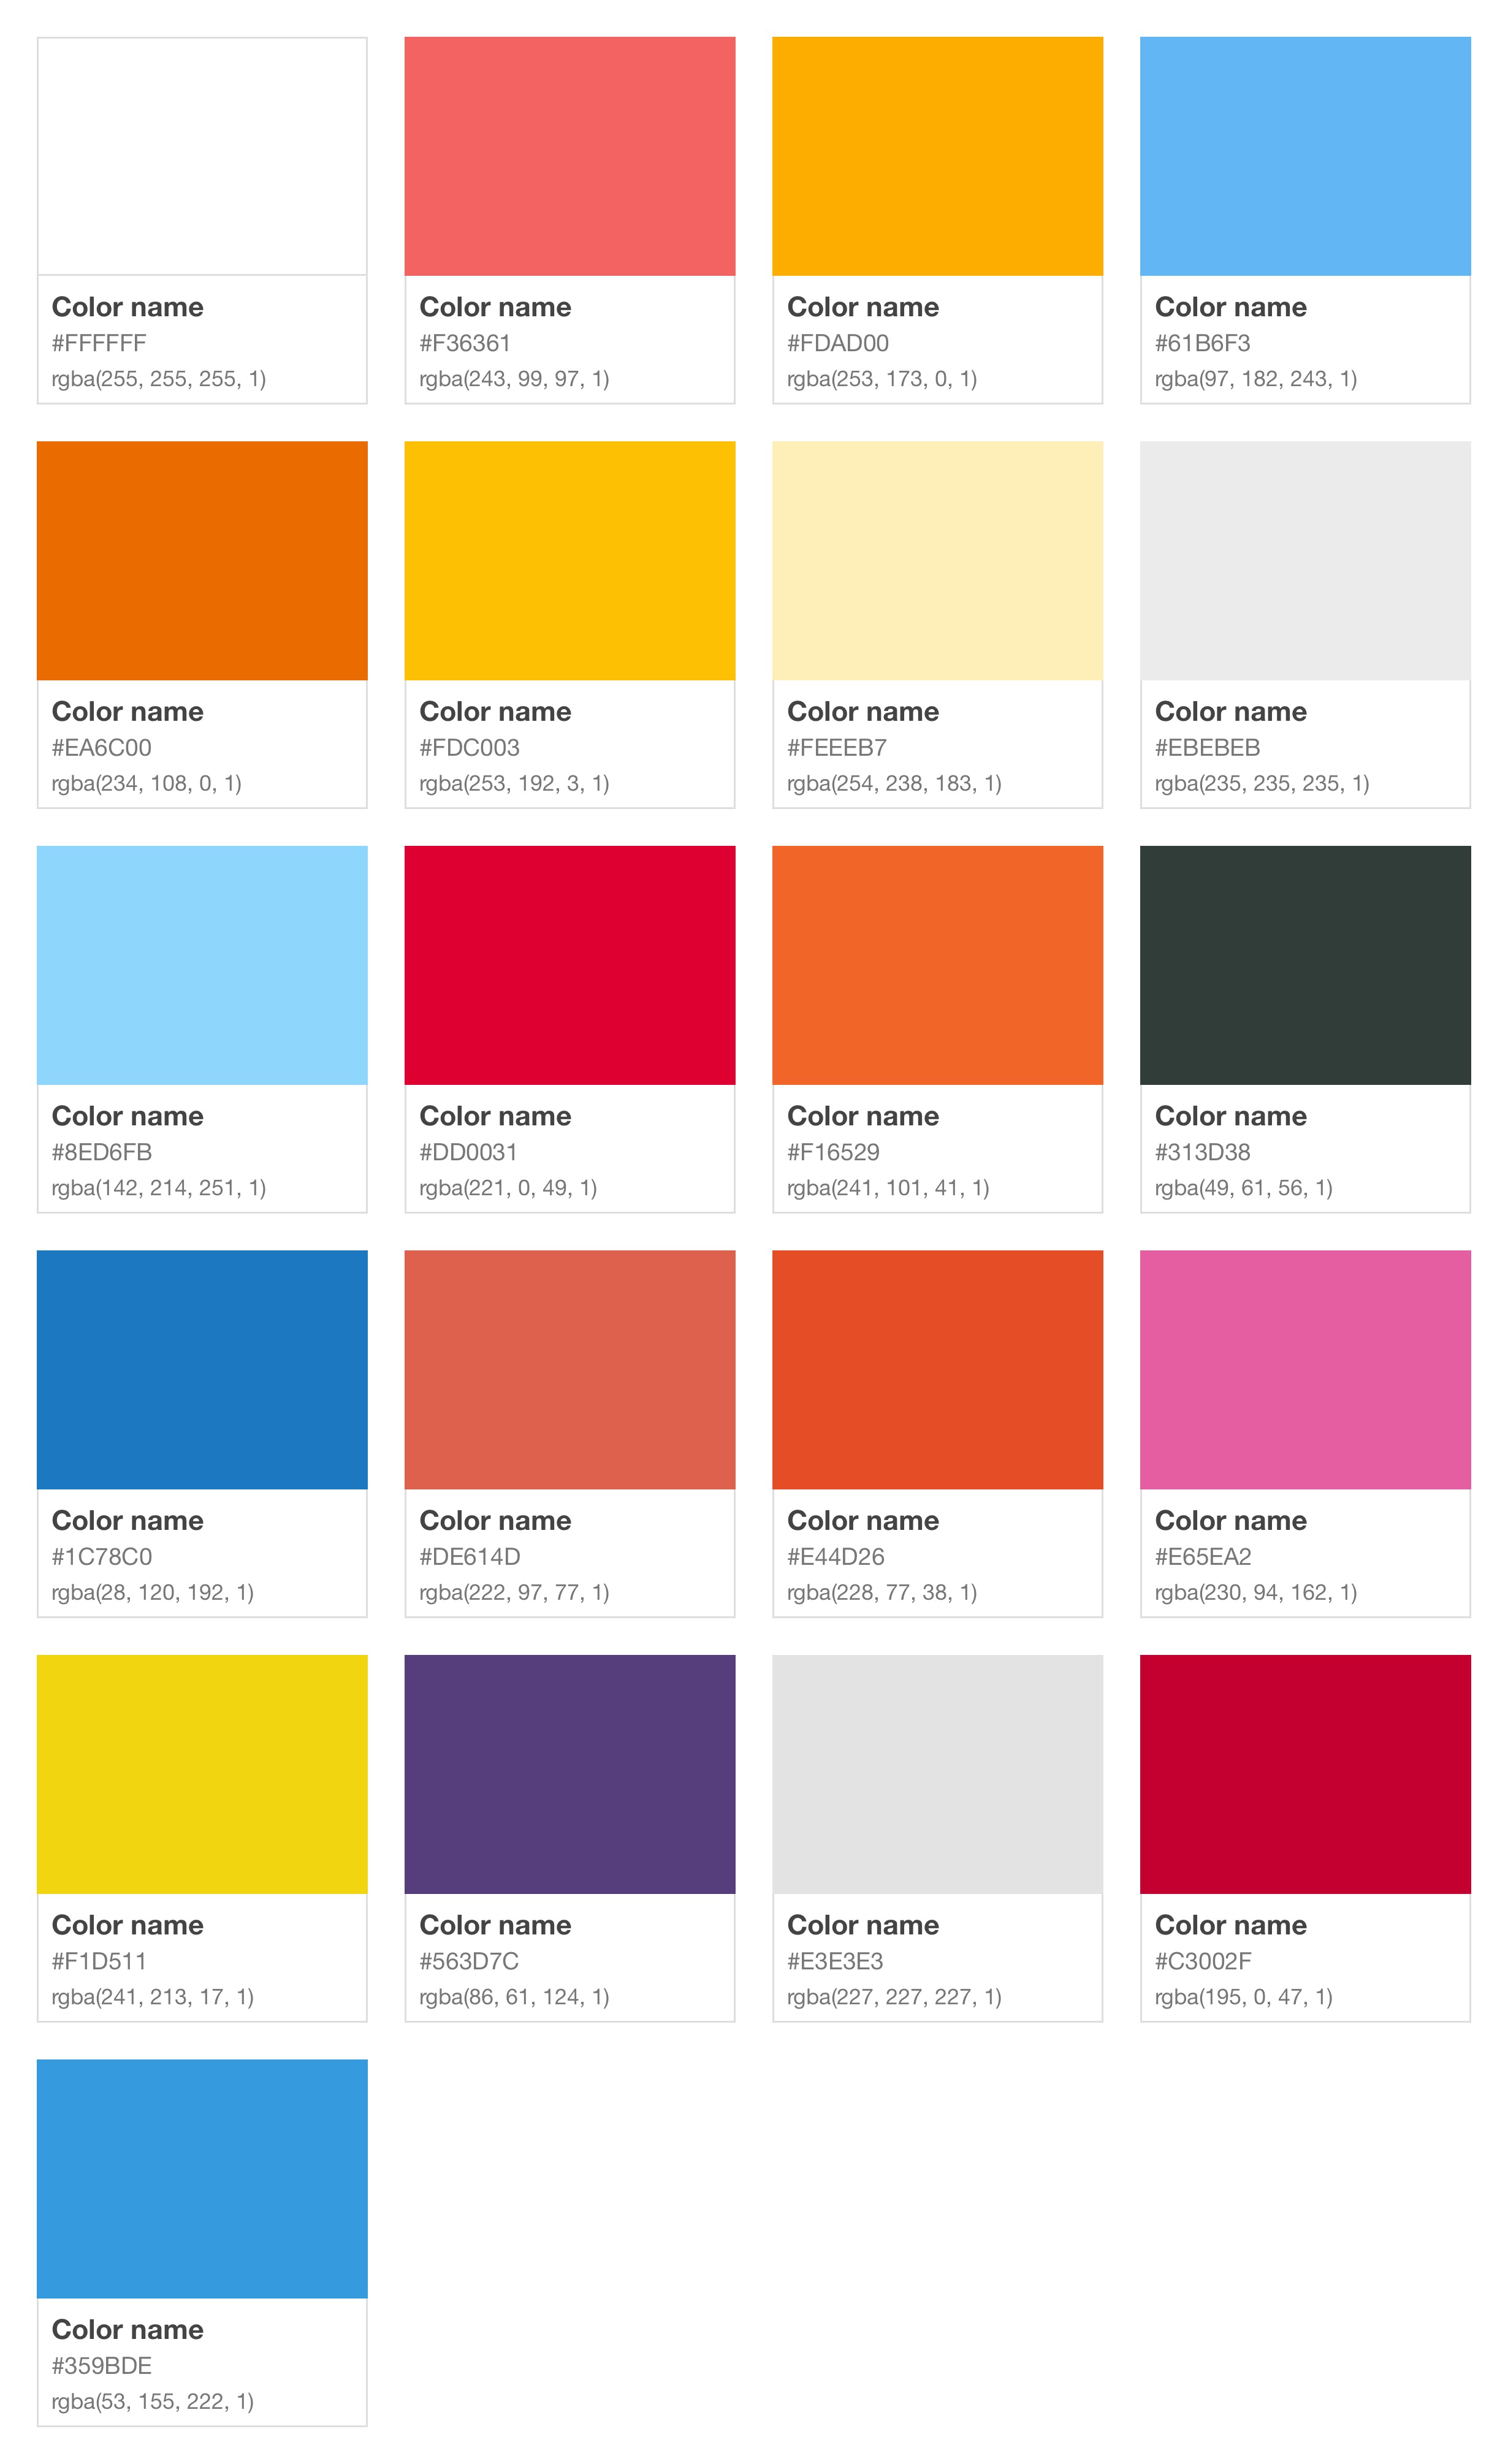 Color name
#FFFFFF
rgba(255, 255, 255, 1)
Color name
#F36361
rgba(243, 99, 97, 1)
Color name
#FDAD00
rgba(253, 173, 0, 1)
Color name
#61B6F3
rgba(97, 182, 243, 1)
Color name
#EA6C00
rgba(234, 108, 0, 1)
Color name
#FDC003
rgba(253, 192, 3, 1)
Color name
#FEEEB7
rgba(254, 238, 183, 1)
Color name
#EBEBEB
rgba(235, 235, 235, 1)
Color name
#8ED6FB
rgba(142, 214, 251, 1)
Color name
#DD0031
rgba(221, 0, 49, 1)
Color name
#F16529
rgba(241, 101, 41, 1)
Color name
#313D38
rgba(49, 61, 56, 1)
Color name
#1C78C0
rgba(28, 120, 192, 1)
Color name
#DE614D
rgba(222, 97, 77, 1)
Color name
#E44D26
rgba(228, 77, 38, 1)
Color name
#E65EA2
rgba(230, 94, 162, 1)
Color name
#F1D511
rgba(241, 213, 17, 1)
Color name
#563D7C
rgba(86, 61, 124, 1)
Color name
#E3E3E3
rgba(227, 227, 227, 1)
Color name
#C3002F
rgba(195, 0, 47, 1)
Color name
#359BDE
rgba(53, 155, 222, 1)